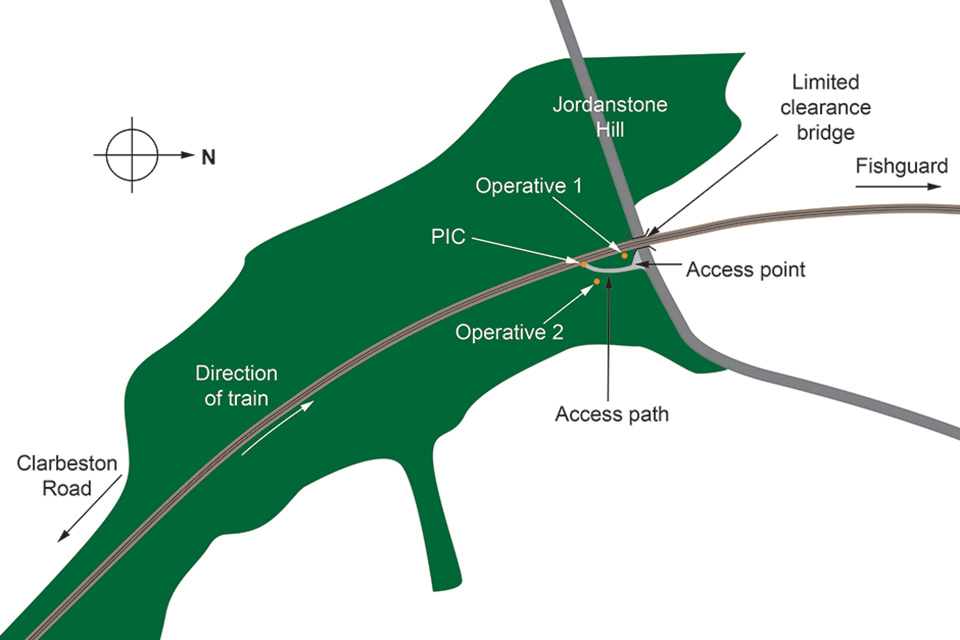 Jordanstone
Hill
Limited
clearance
bridge
N
Fishguard
Operative 1
PIC
Access point
Operative 2
Direction
of train
Access path
Clarbeston
Road